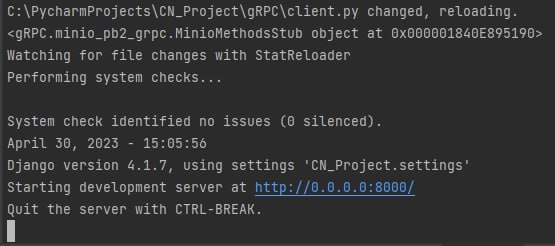 C:\PycharmProjects\CN_Project\gRPC\client.py changed, reloading.
<gRPC.minio_pb2_grpc.MinioMethodsStub object at 0x000001840E895190>
Watching for file changes with StatReloader
Performing system checks...
System check identified no issues (0 silenced).
April 30, 2023 - 15:05:56
Django version 4.1.7, using settings 'CN_Project.settings'
Starting development server at http://0.0.0.0:8000/
Quit the server with CTRL-BREAK.